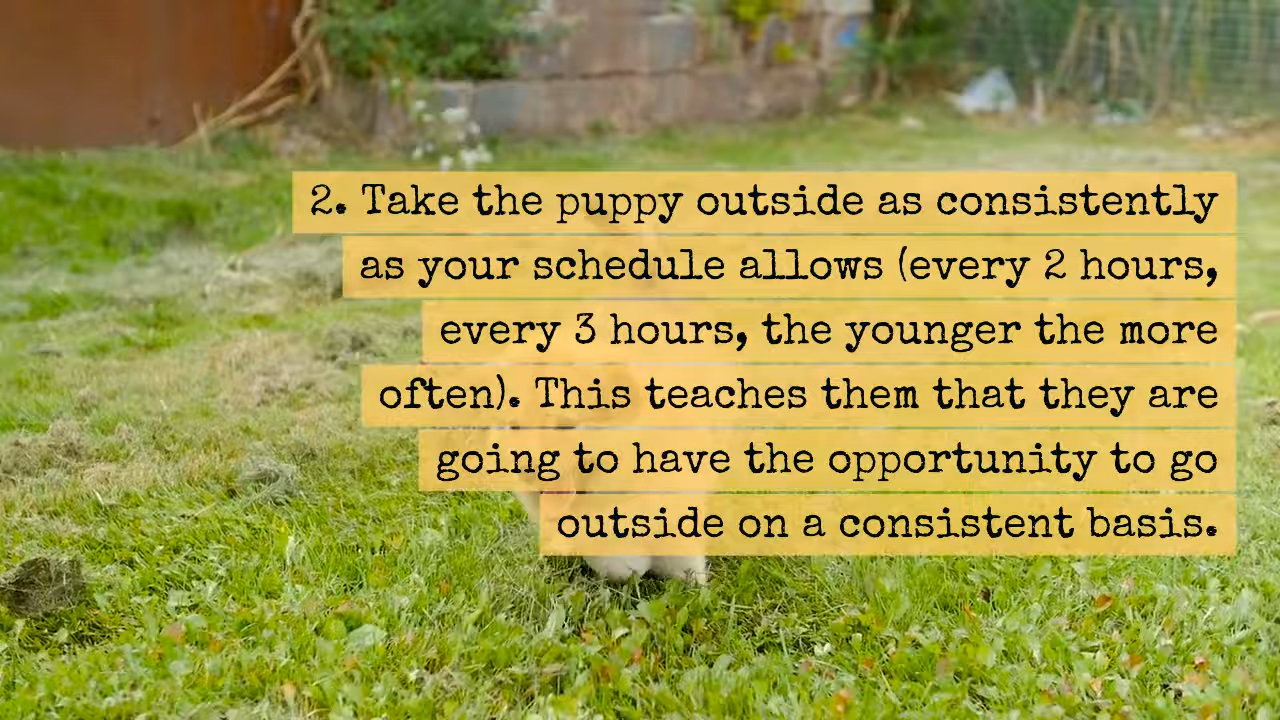 2. Take the puppy outside as consistently
as your schedule allows (every 2 hours,
every 3 hours, the younger the more
often). This teaches them that they are
going to have the opportunity to go
outside on a consistent basis.